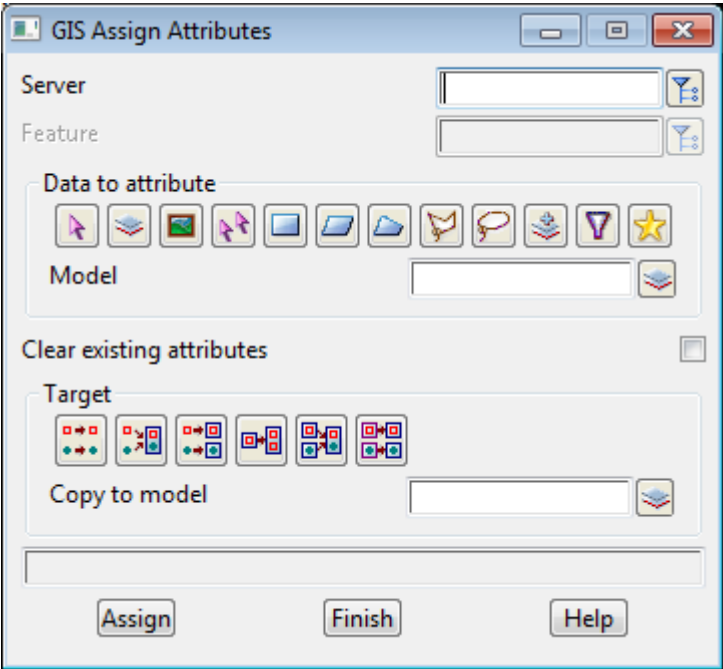 GIS Assign Attributes
Server
Feature
Data to attribute
Model
Clear existing attributes
Target
Copy to model
Assign Finish Help